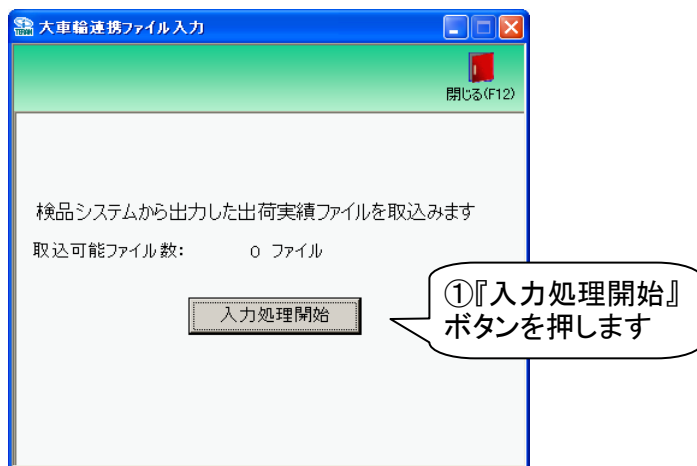 大車輪連携ファイル入力
閉じる(F12)
検品システムから出力した出荷実績ファイルを取込みます
取込可能ファイル数: 0 ファイル
入力処理開始
①『入力処理開始』
ボタンを押します